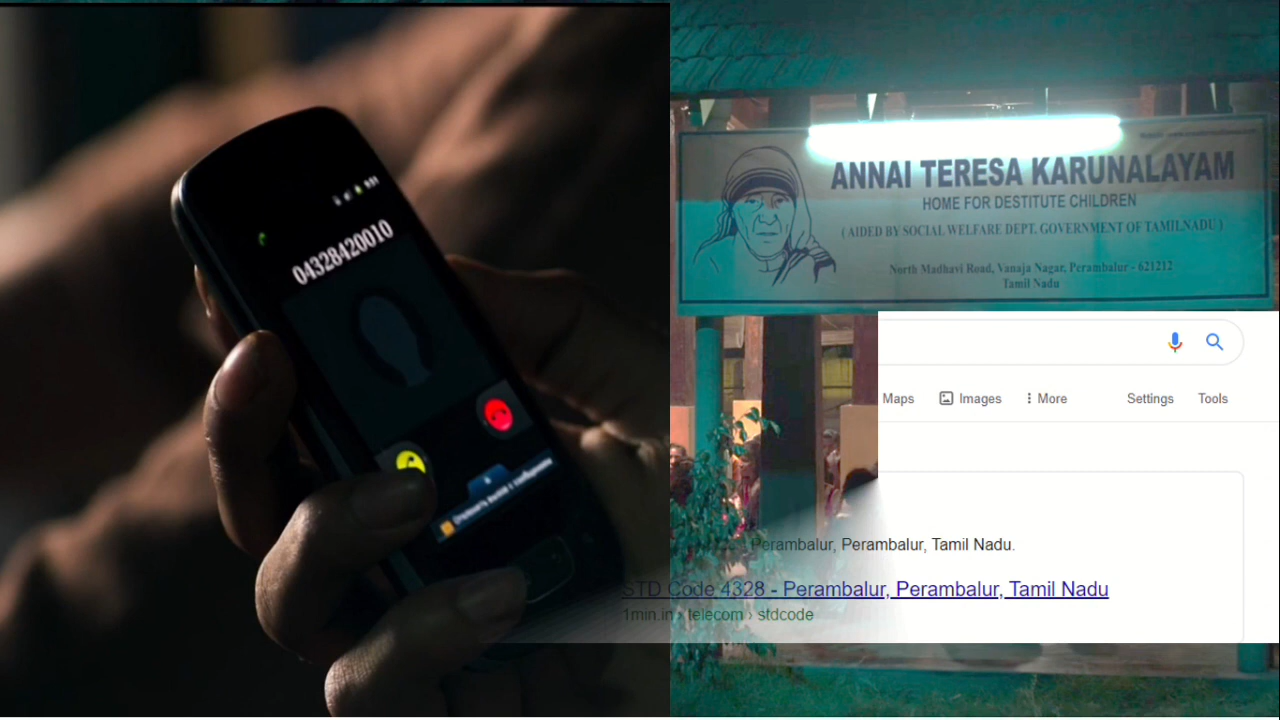 04328420010
ANNAI TERESA KARUNALAYAM
HOME FOR DESTITUTE CHILDREN
( AIDED BY SOCIAL WELFARE DEPT. GOVERNMENT OF TAMILNADU )
North Madhavi Road, Vanaja Nagar, Perambalur - 621212
Tamil Nadu
Maps Images More Settings Tools
Perambalur, Perambalur, Tamil Nadu.
STD Code 4328 - Perambalur, Perambalur, Tamil Nadu
1min.in › telecom › stdcode